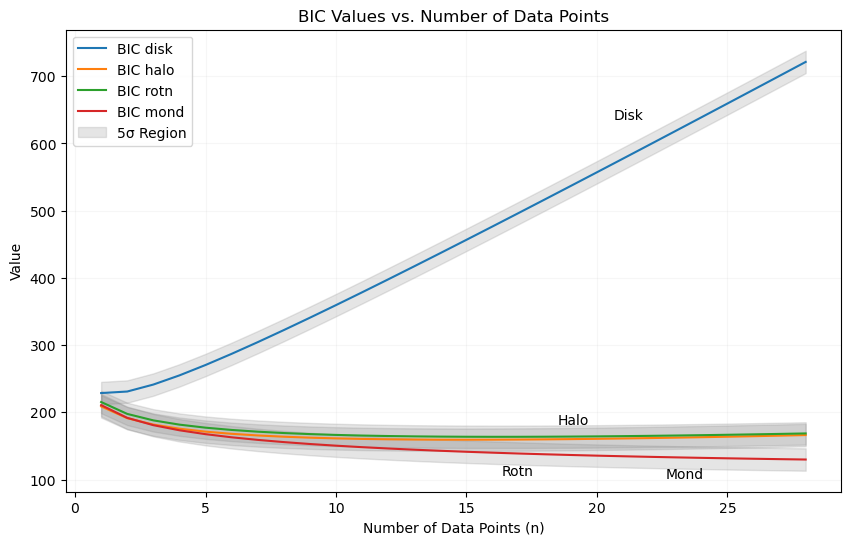 BIC Values vs. Number of Data Points
BIC disk
BIC halo
BIC rotn
BIC mond
5σ Region
Disk
Halo
Rotn
Mond
Value
700
600
500
400
300
200
100
0
5
10
15
20
25
Number of Data Points (n)